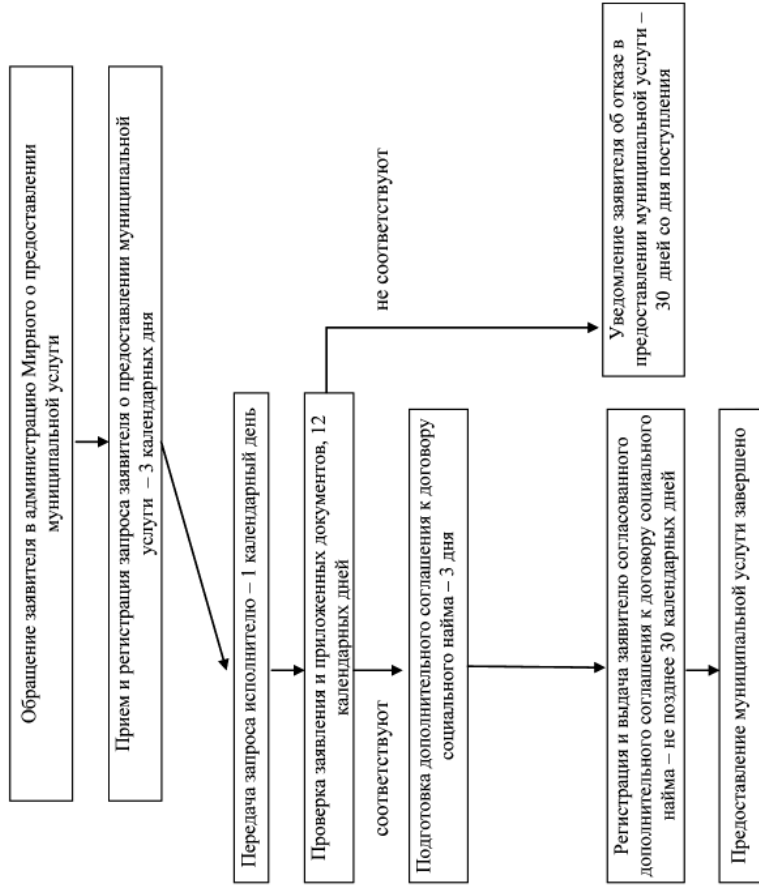 Обращение заявителя в администрацию Мирного о предоставлении
муниципальной услуги
Прием и регистрация запроса заявителя о предоставлении муниципальной
услуги – 3 календарных дня
Передача запроса исполнителю – 1 календарный день
Проверка заявления и приложенных документов, 12
календарных дней
соответствуют
не соответствуют
Подготовка дополнительного соглашения к договору
социального найма – 3 дня
Уведомление заявителя об отказе в
предоставлении муниципальной услуги –
30 дней со дня поступления
Регистрация и выдача заявителю согласованного
дополнительного соглашения к договору социального
найма – не позднее 30 календарных дней
Предоставление муниципальной услуги завершено